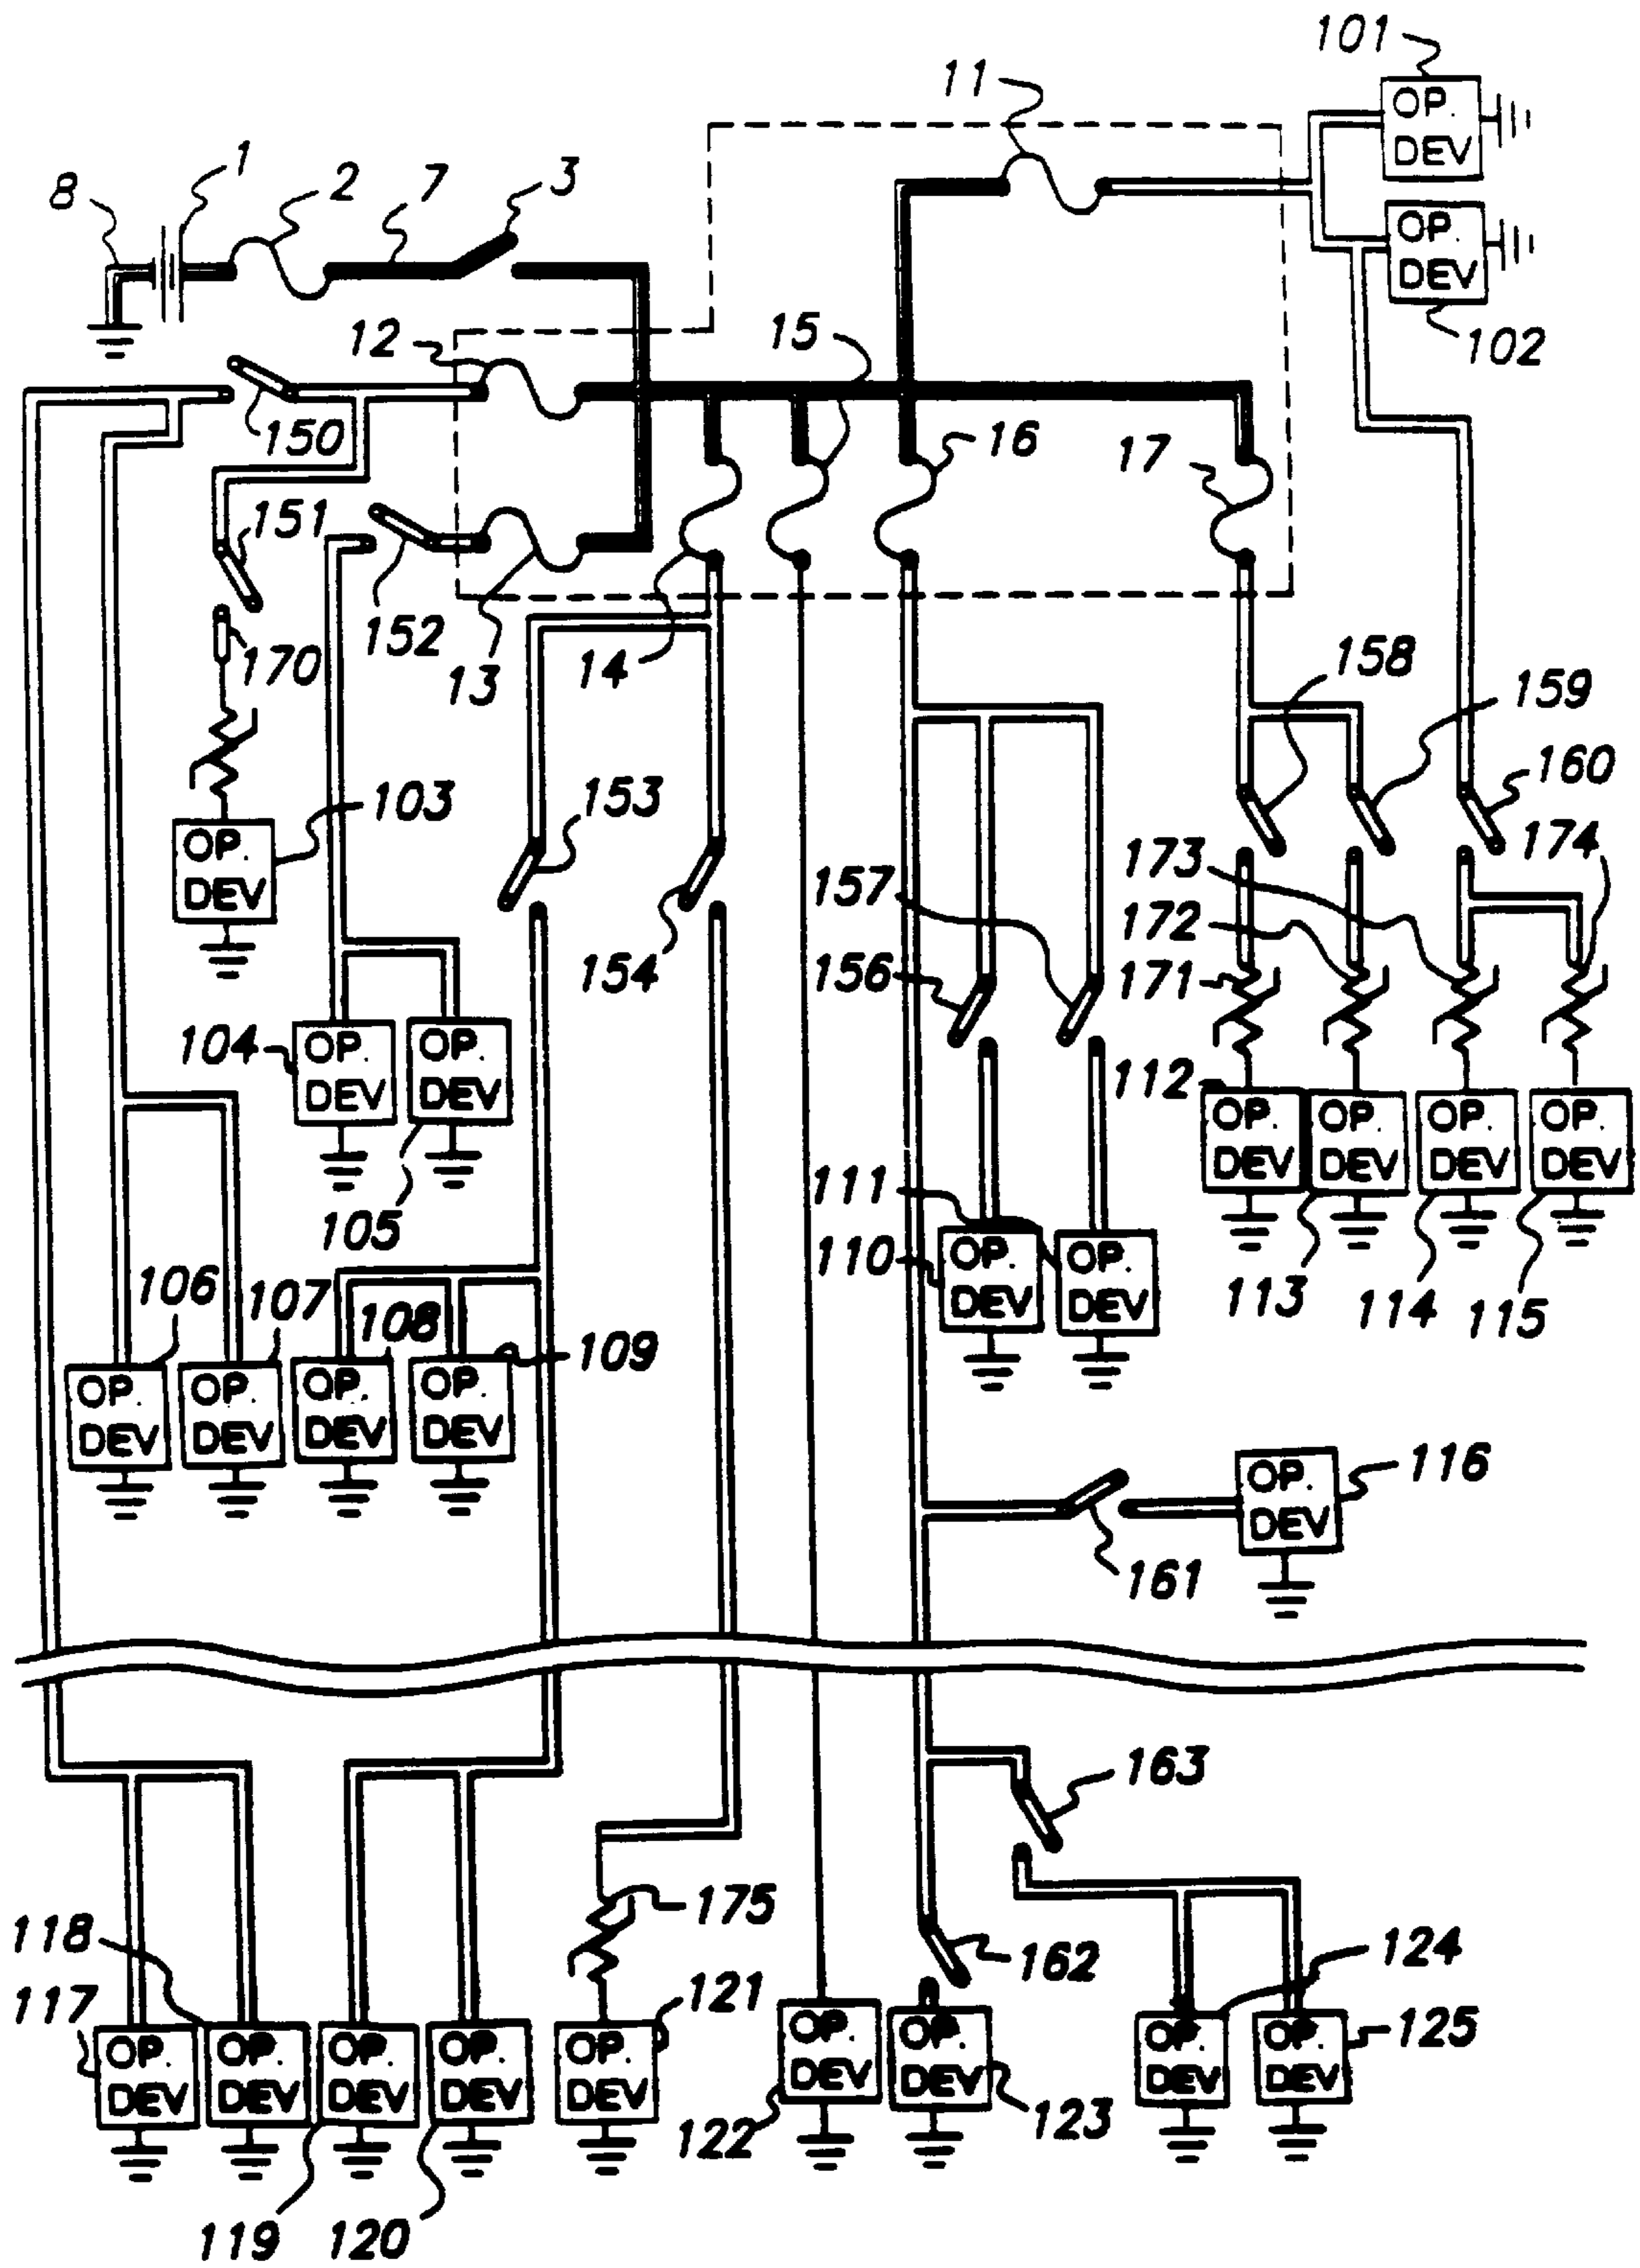 101
11
OP.
DEV
1
2
7
3
8
OP.
DEV
102
12
15
150
16
17
151
152
170
13
14
158
159
160
103
OP.
DEV
153
157
173
174
172
154
156
171
104
OP.
DEV
OP.
DEV
112
OP.
DEV
OP.
DEV
OP.
DEV
OP.
DEV
105
111
110
OP.
DEV
OP.
DEV
113
114
115
106
107
108
109
OP.
DEV
OP.
DEV
OP.
DEV
OP.
DEV
116
OP.
DEV
161
163
175
118
162
124
117
121
125
OP.
DEV
OP.
DEV
OP.
DEV
OP.
DEV
OP.
DEV
OP.
DEV
OP.
DEV
OP.
DEV
OP.
DEV
122
123
119
120